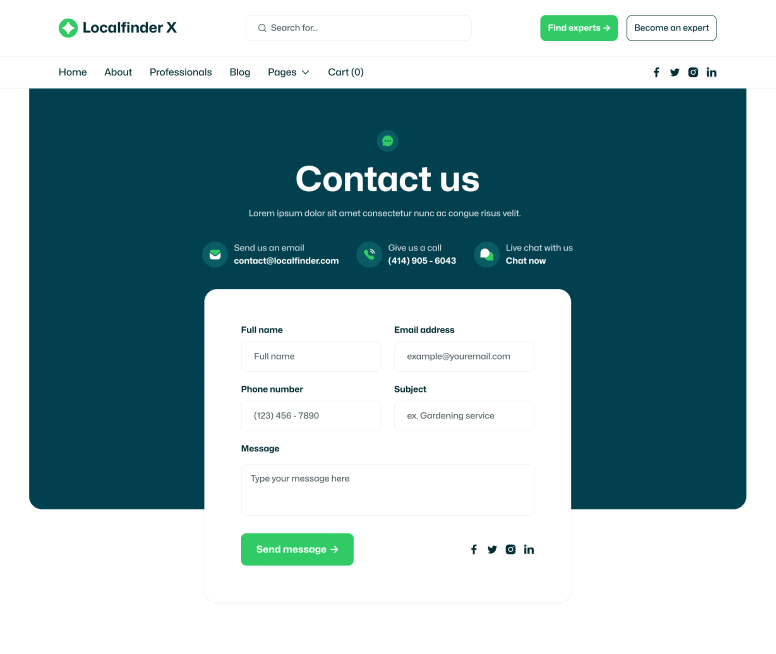 Localfinder X
Search for...
Find experts →
Become an expert
Home
About
Professionals
Blog
Pages
Cart (0)
Contact us
Lorem ipsum dolor sit amet consectetur nunc ac congue risus velit.
Send us an email
contact@localfinder.com
Give us a call
(414) 905 - 6043
Live chat with us
Chat now
Full name
Email address
Full name
example@youremail.com
Phone number
Subject
(123) 456 - 7890
ex. Gardening service
Message
Type your message here
Send message →